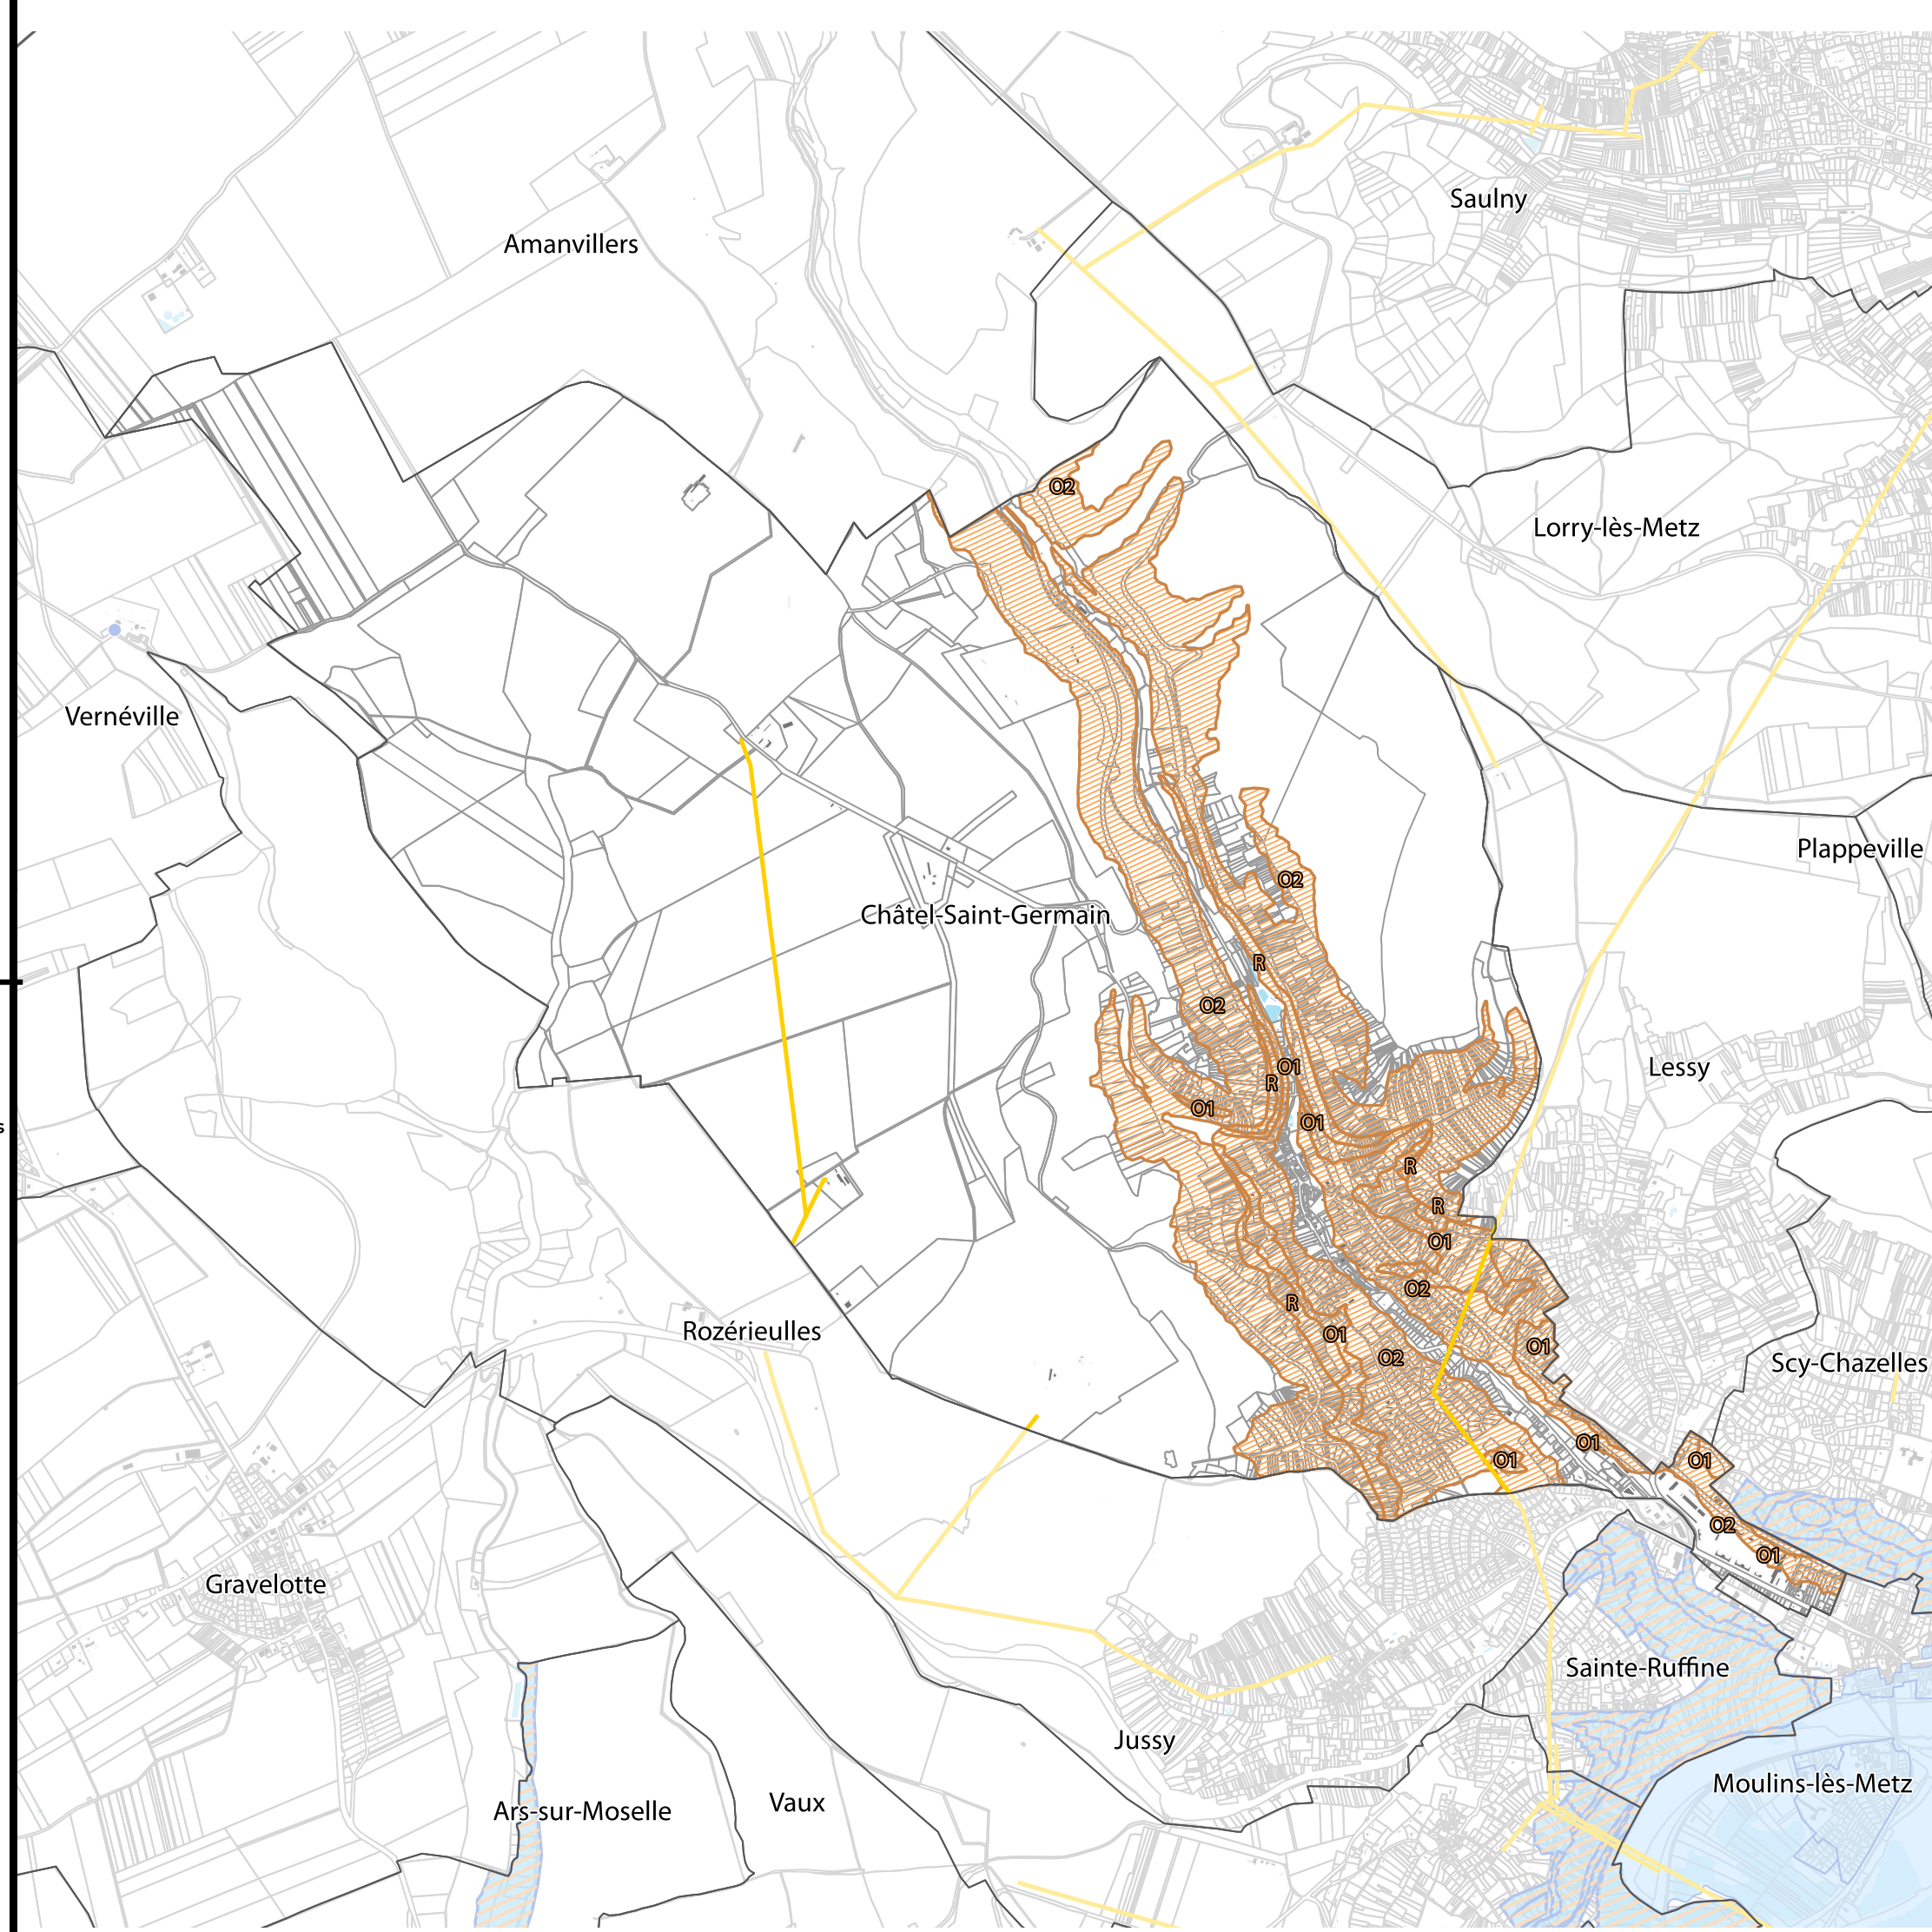 Saulny
Amanvillers
O2
Lorry-lès-Metz
Vernéville
Plappeville
O2
Châtel-Saint-Germain
R
O2
O1
Lessy
R
O1
O1
s
R
R
O1
O2
R
Rozérieulles
O1
O1
O2
Scy-Chazelles
O1
O1
O1
O2
O1
Gravelotte
Sainte-Ruffine
Jussy
Moulins-lès-Metz
Vaux
Ars-sur-Moselle